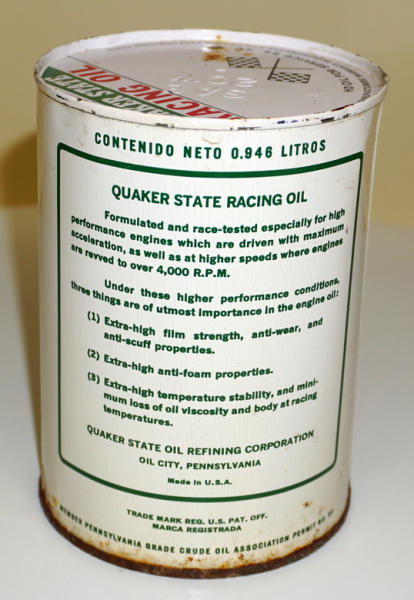 QUAKER STATE
RACING OIL
CONTENIDO NETO 0.946 LITROS
QUAKER STATE RACING OIL
Formulated and race-tested especially for high
performance engines which are driven with maximum
acceleration, as well as at higher speeds where engines
are revved to over 4,000 R.P.M.
Under these higher performance conditions,
three things are of utmost importance in the engine oil:
(1) Extra-high film strength, anti-wear, and
anti-scuff properties.
(2) Extra-high anti-foam properties.
(3) Extra-high temperature stability, and mini-
mum loss of oil viscosity and body at racing
temperatures.
QUAKER STATE OIL REFINING CORPORATION
OIL CITY, PENNSYLVANIA
Made in U.S.A.
TRADE MARK REG. U.S. PAT. OFF.
MARCA REGISTRADA
MEMBER PENNSYLVANIA GRADE CRUDE OIL ASSOCIATION PERMIT NO.